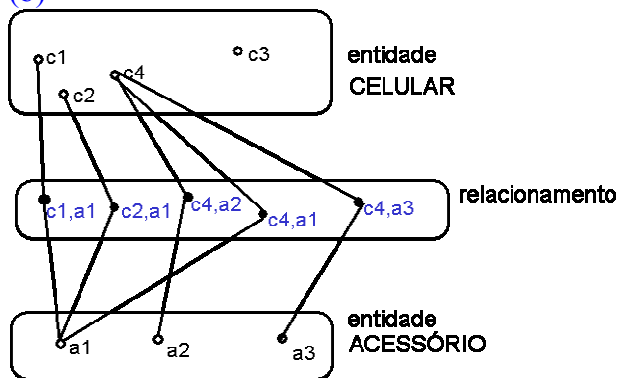 c1
c4
c3
c2
entidade
CELULAR
c1,a1
c2,a1
c4,a2
c4,a1
c4,a3
relacionamento
a1
a2
a3
entidade
ACESSÓRIO